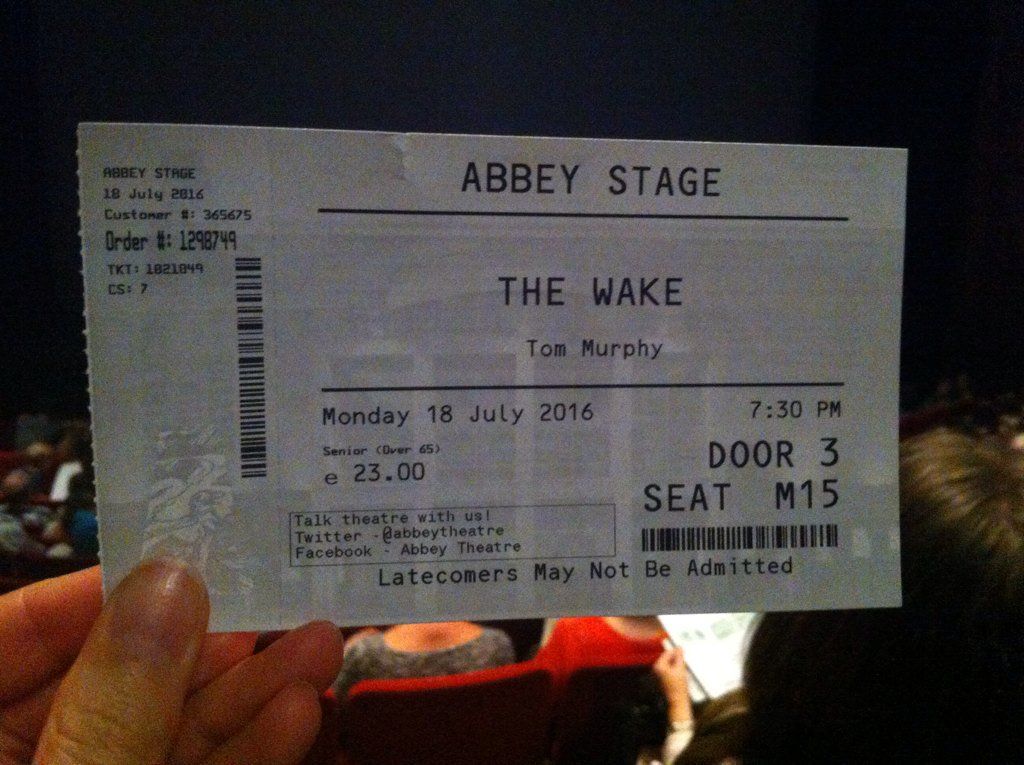 ABBEY STAGE
18 July 2016
Customer #: 365675
Order #: 1298749
TKT: 1821849
CS: 7
ABBEY STAGE
THE WAKE
Tom Murphy
Monday 18 July 2016
7:30 PM
Senior (Over 65)
e 23.00
DOOR 3
SEAT M15
Talk theatre with us!
Twitter -@abbeytheatre
Facebook - Abbey Theatre
Latecomers May Not Be Admitted